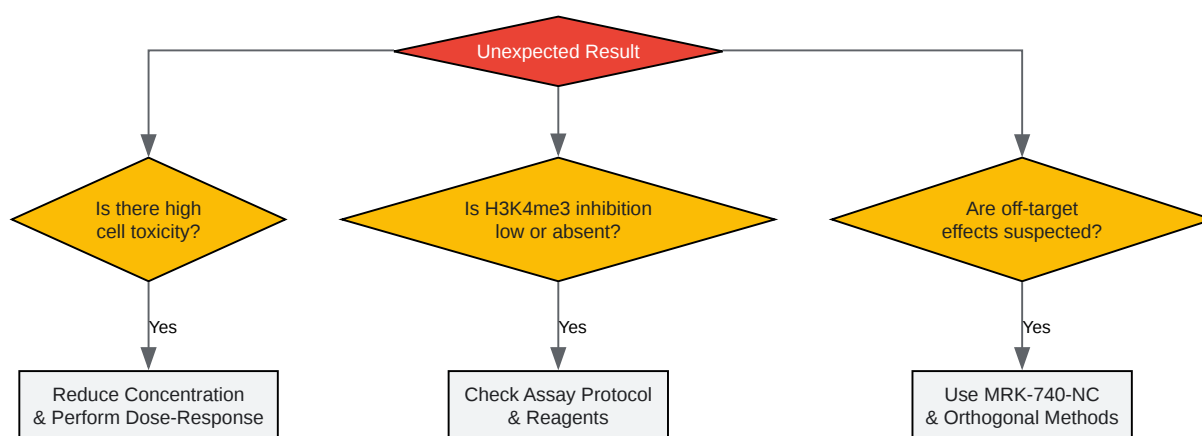 Unexpected Result
Is there high
cell toxicity?
Is H3K4me3 inhibition
low or absent?
Are off-target
effects suspected?
Yes
Yes
Yes
Reduce Concentration
& Perform Dose-Response
Check Assay Protocol
& Reagents
Use MRK-740-NC
& Orthogonal Methods